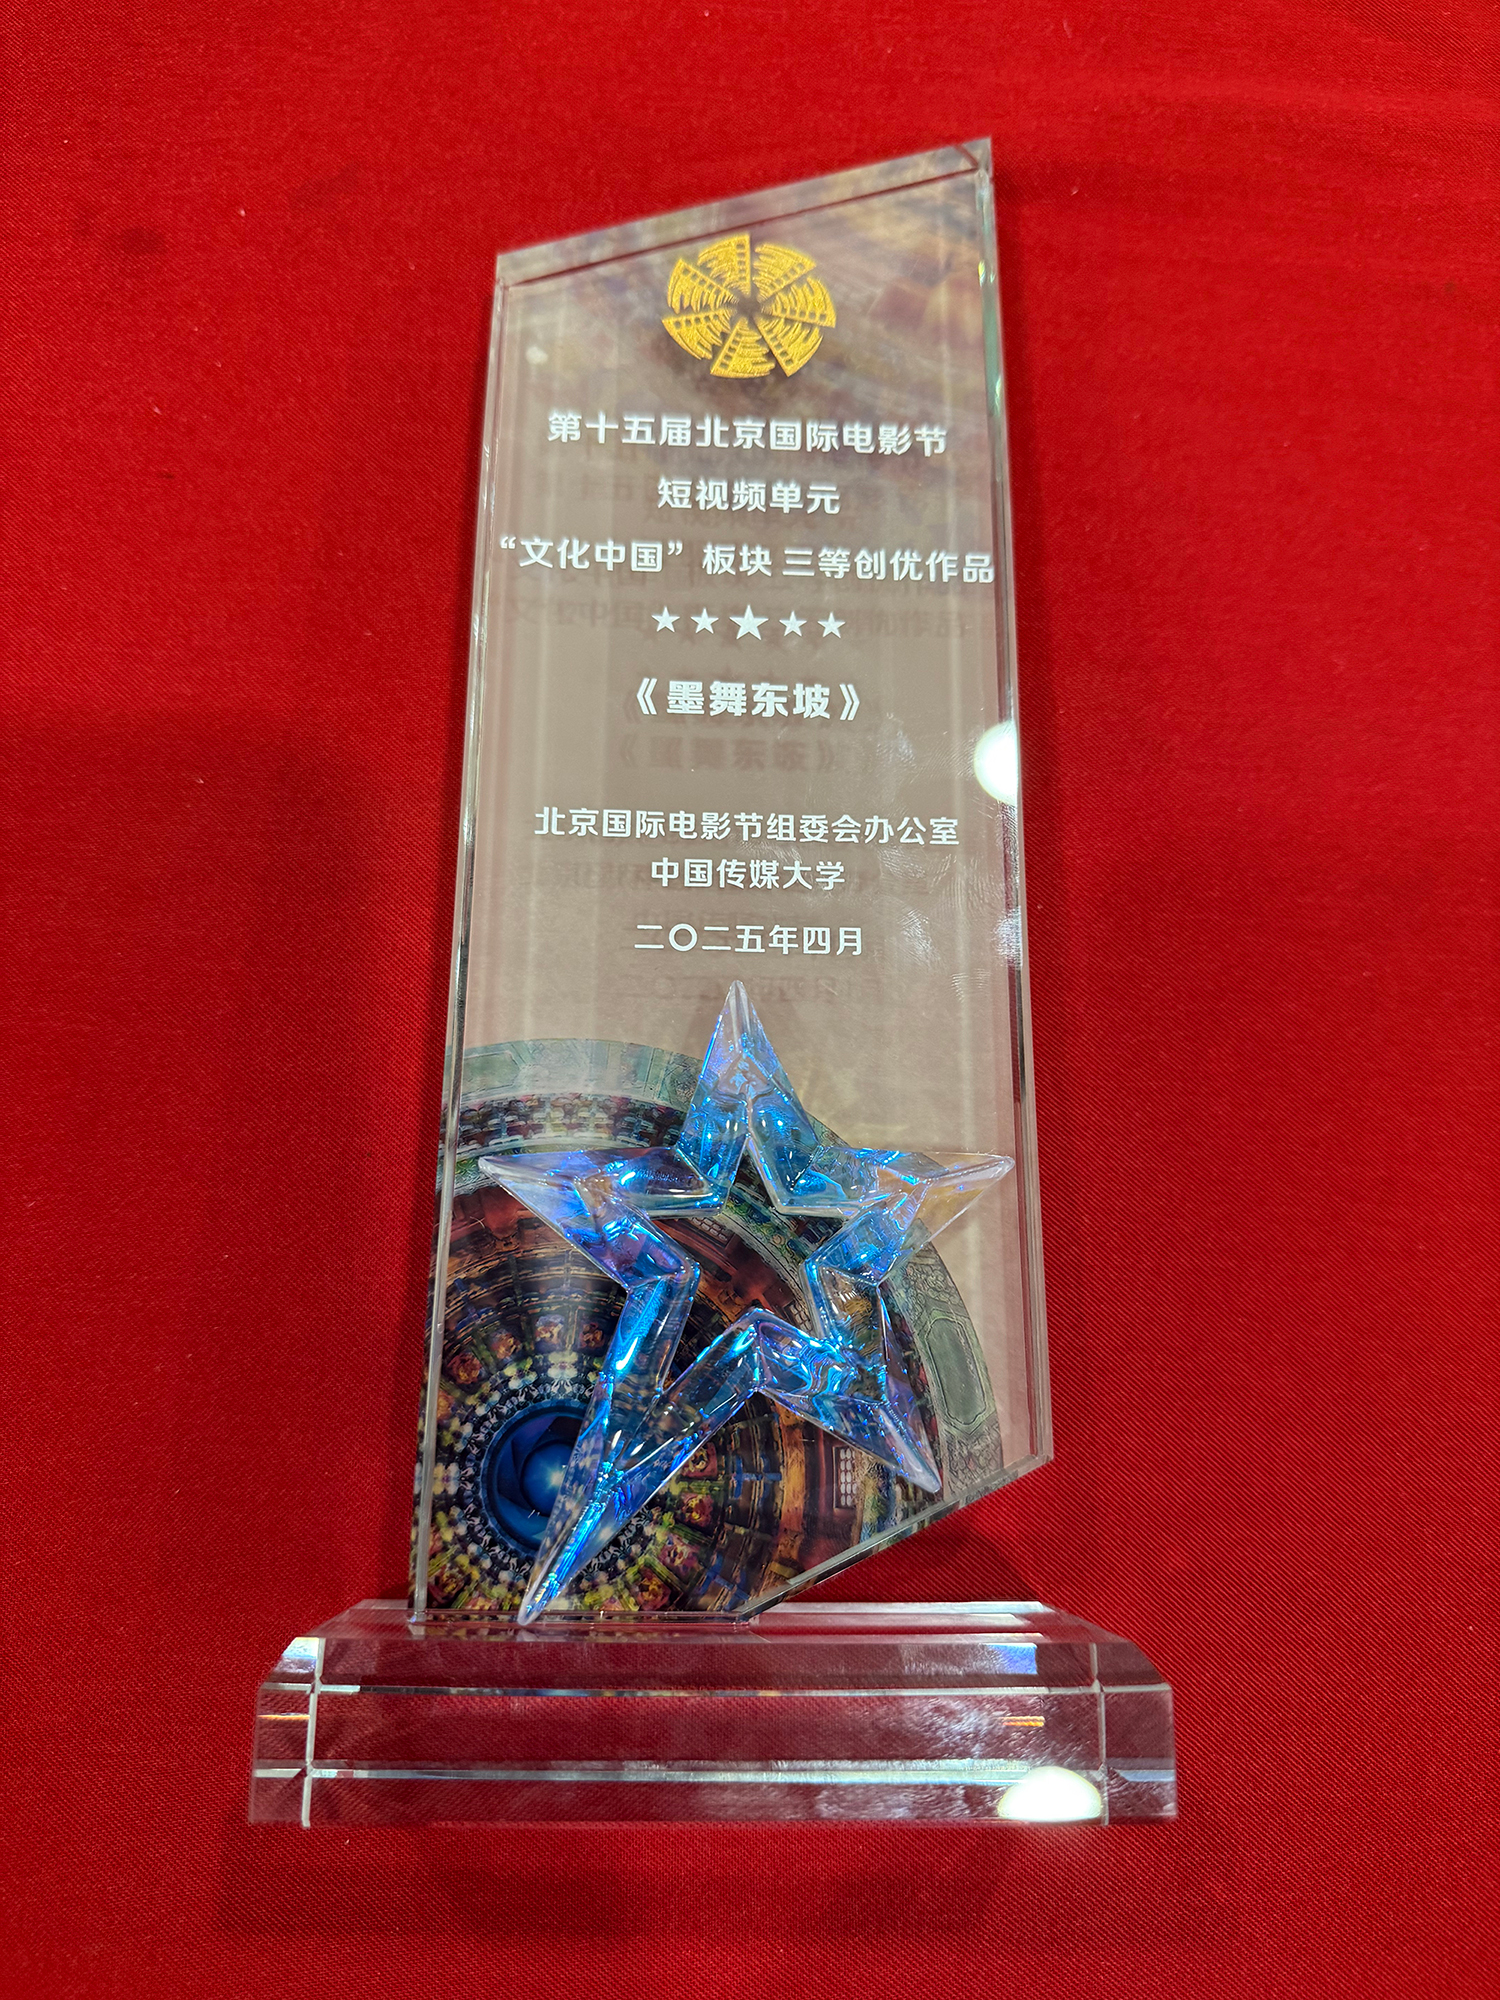 第十五届北京国际电影节
短视频单元
“文化中国”板块 三等创优作品
《墨舞东坡》
北京国际电影节组委会办公室
中国传媒大学
二〇二五年四月